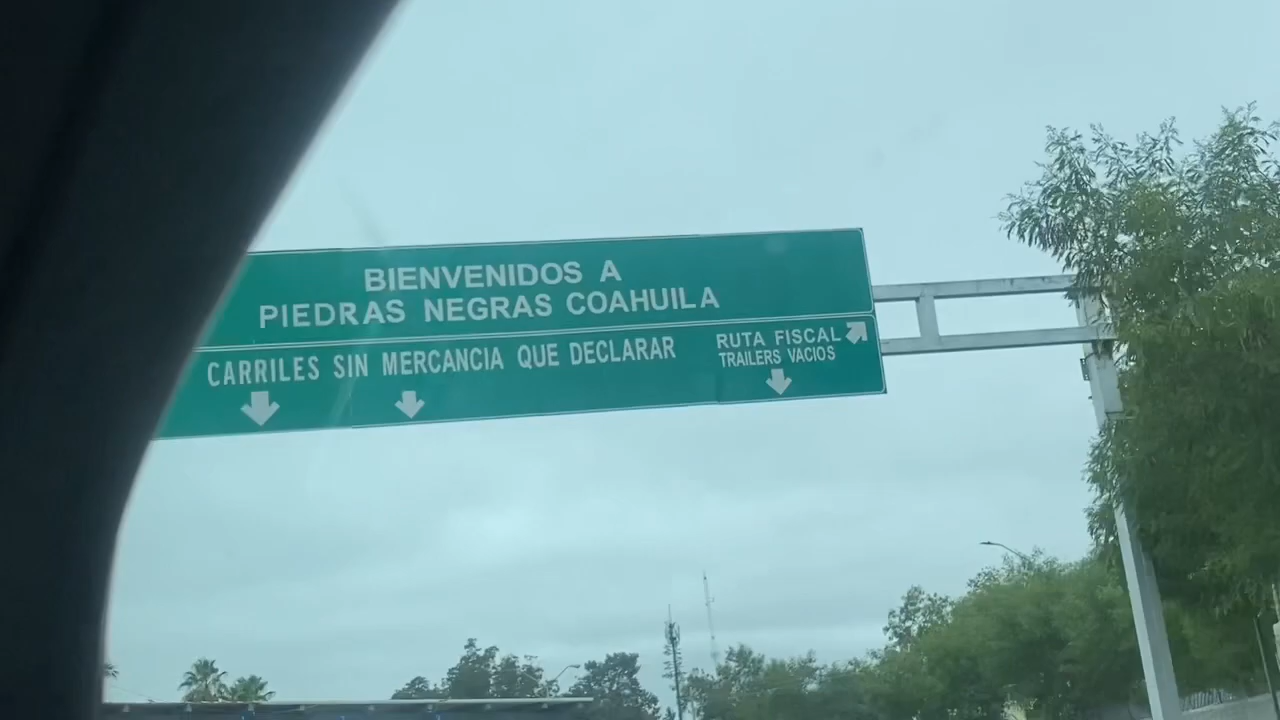 BIENVENIDOS A
PIEDRAS NEGRAS COAHUILA
CARRILES SIN MERCANCIA QUE DECLARAR
RUTA FISCAL
TRAILERS VACIOS